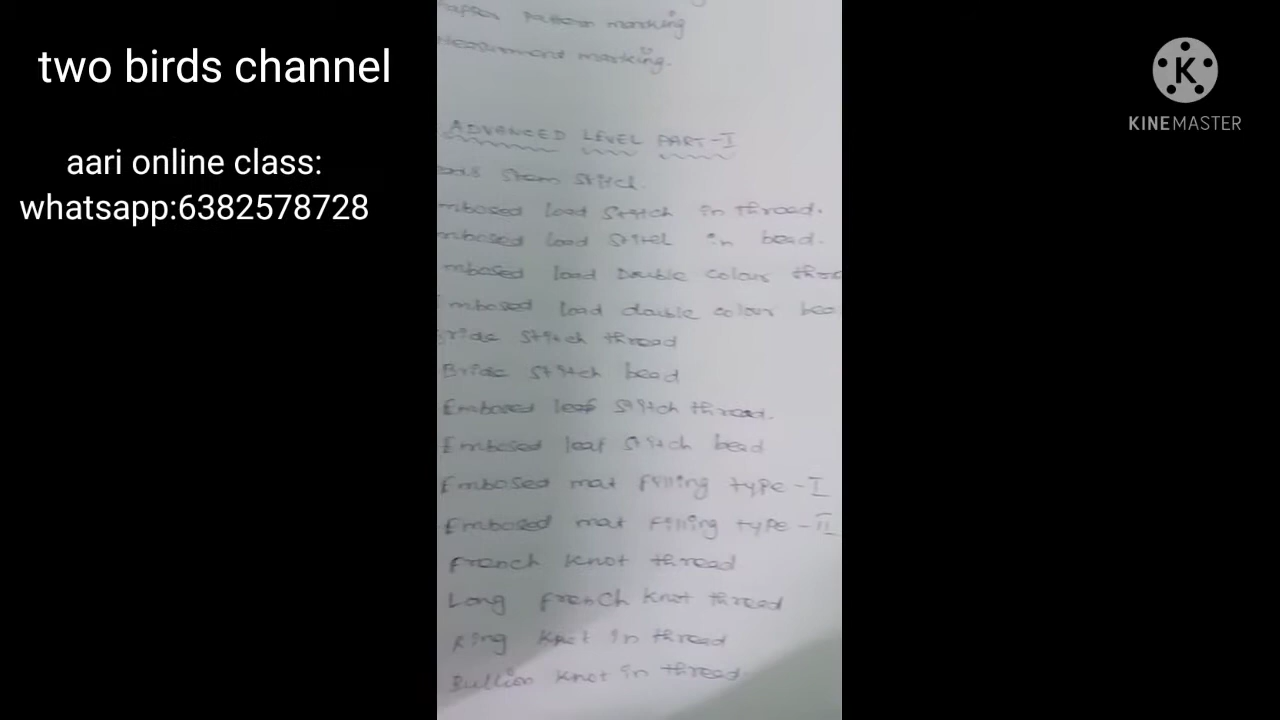 two birds channel
aari online class:
whatsapp:6382578728
KINEMASTER
pattern marking
marking.
ADVANCED LEVEL PART-I
stem stitch.
mbosed load stitch in thread.
mbosed load stitch in bead.
mbosed load Double colour thre
Embosed load double colour bea
stitch thread
Bride stitch bead
Embosed leaf stitch thread.
Embosed leaf stitch bead
Embosed mat filling type-I
Embosed mat filling type-II
French knot thread
Long french knot thread
Ring knot in thread
Bullion knot in thread